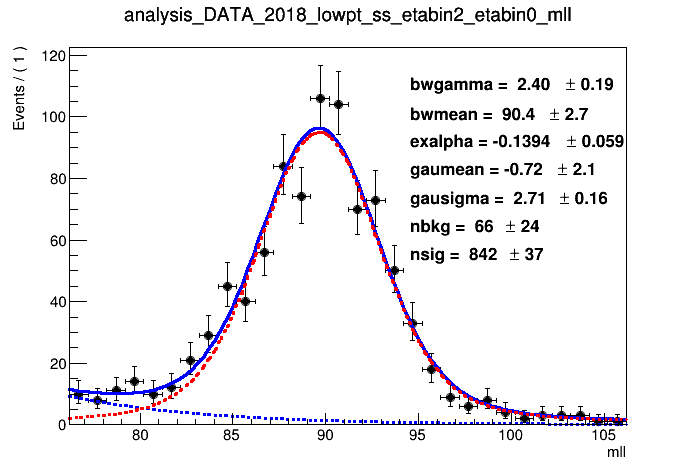 analysis_DATA_2018_lowpt_ss_etabin2_etabin0_mll
Events / ( 1 )
120
100
80
60
40
20
0
bwgamma = 2.40 ± 0.19
bwmean = 90.4 ± 2.7
exalpha = -0.1394 ± 0.059
gaumean = -0.72 ± 2.1
gausigma = 2.71 ± 0.16
nbkg = 66 ± 24
nsig = 842 ± 37
80 85 90 95 100 105
mll